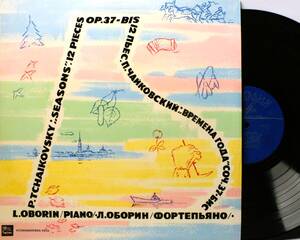 P.TCHAIKOVSKY."SEASONS".12 PIECES
OP.37-BIS
12 ПЬЕС.П.ЧАЙКОВСКИЙ."ВРЕМЕНА ГОДА"СОЧ.37-БИС
L.OBORIN/PIANO/·Л.ОБОРИН/ФОРТЕПЬЯНО/·